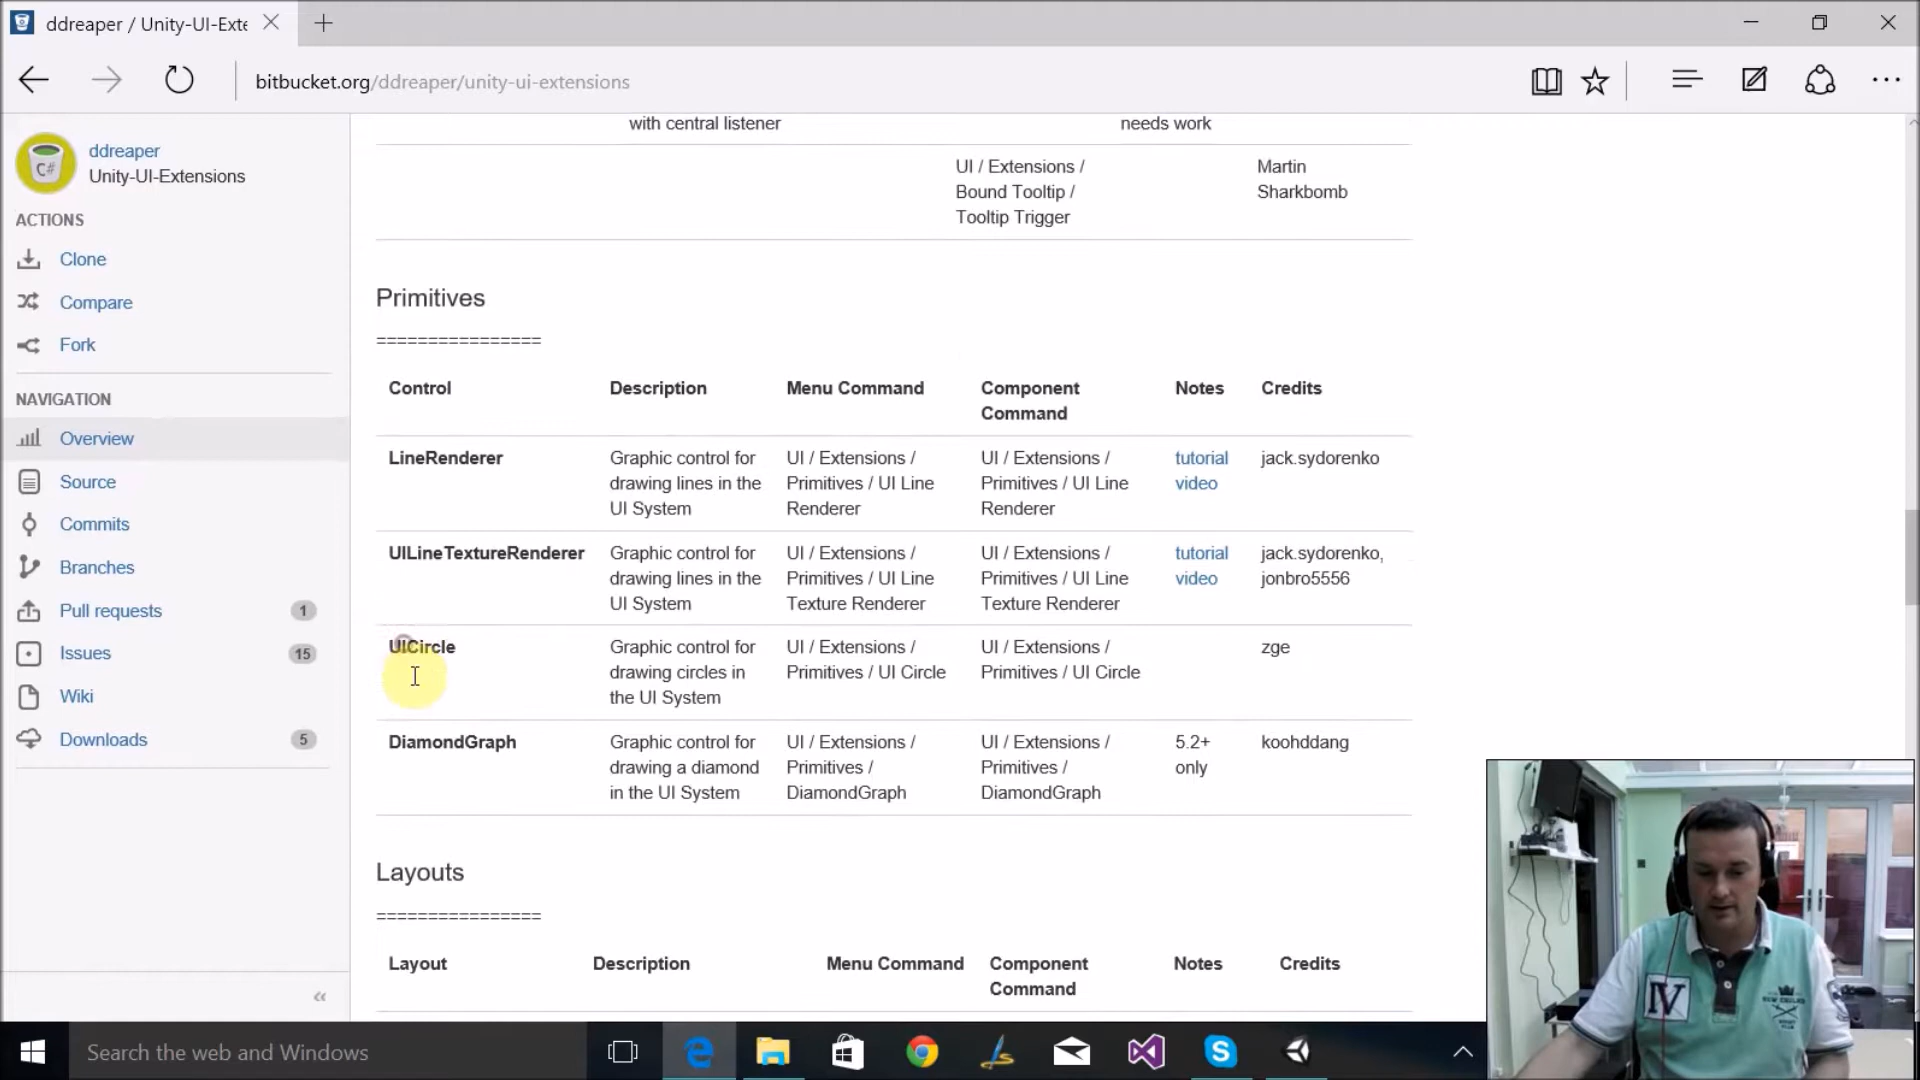 ddreaper / Unity-UI-Exte
bitbucket.org/ddreaper/unity-ui-extensions
ddreaper
Unity-UI-Extensions
ACTIONS
Clone
Compare
Fork
NAVIGATION
Overview
Source
Commits
Branches
Pull requests 1
Issues 15
Wiki
Downloads 5
with central listener needs work
UI / Extensions / Martin
Bound Tooltip / Sharkbomb
Tooltip Trigger
Primitives
================
Control Description Menu Command Component Notes Credits
Command
LineRenderer Graphic control for UI / Extensions / UI / Extensions / tutorial jack.sydorenko
drawing lines in the Primitives / UI Line Primitives / UI Line video
UI System Renderer Renderer
UILineTextureRenderer Graphic control for UI / Extensions / UI / Extensions / tutorial jack.sydorenko,
drawing lines in the Primitives / UI Line Primitives / UI Line video jonbro5556
UI System Texture Renderer Texture Renderer
UICircle Graphic control for UI / Extensions / UI / Extensions / zge
drawing circles in Primitives / UI Circle Primitives / UI Circle
the UI System
DiamondGraph Graphic control for UI / Extensions / UI / Extensions / 5.2+ koohddang
drawing a diamond Primitives / Primitives / only
in the UI System DiamondGraph DiamondGraph
Layouts
================
Layout Description Menu Command Component Notes Credits
Command
Search the web and Windows
C#
IV